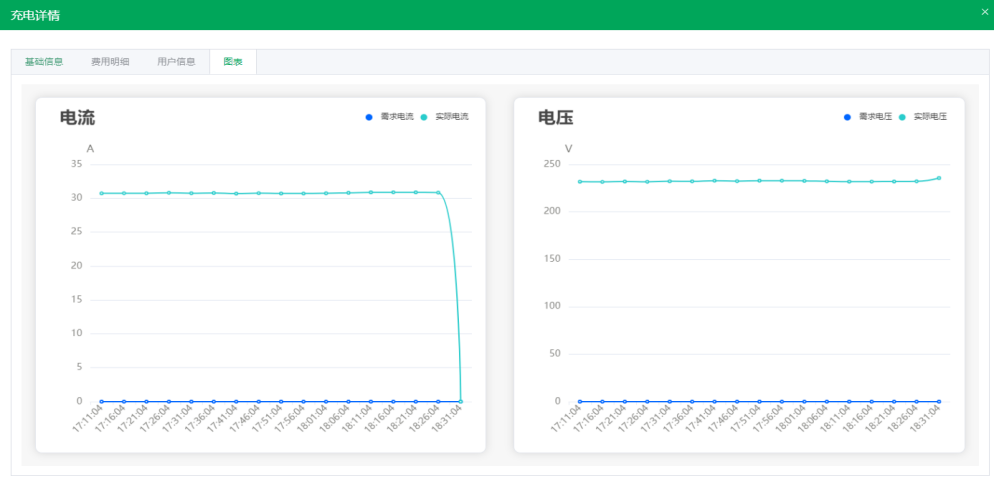 充电详情
×
基础信息 费用明细 用户信息 图表
电流
需求电流 实际电流
A
35
30
25
20
15
10
5
0
17:11:04 17:16:04 17:21:04 17:26:04 17:31:04 17:36:04 17:41:04 17:46:04 17:51:04 17:56:04 18:01:04 18:06:04 18:11:04 18:16:04 18:21:04 18:26:04 18:31:04
电压
需求电压 实际电压
V
250
200
150
100
50
0
17:11:04 17:16:04 17:21:04 17:26:04 17:31:04 17:36:04 17:41:04 17:46:04 17:51:04 17:56:04 18:01:04 18:06:04 18:11:04 18:16:04 18:21:04 18:26:04 18:31:04